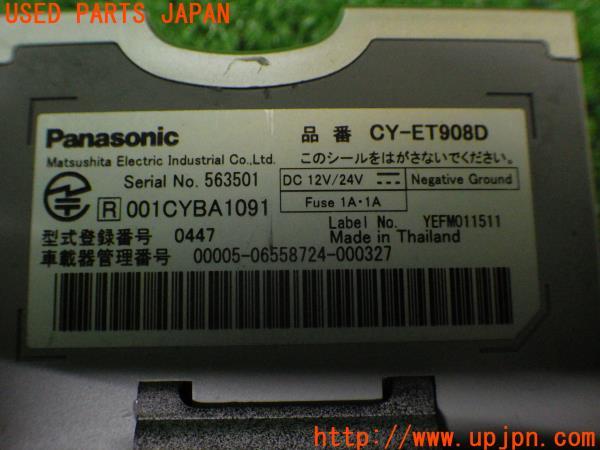 USED PARTS JAPAN
Panasonic 品番 CY-ET908D
Matsushita Electric Industrial Co.,Ltd. このシールをはがさないでください。
Serial No. 563501 DC 12V/24V Negative Ground
R 001CYBA1091 Fuse 1A・1A
Label No. YEFM011511
型式登録番号 0447 Made in Thailand
車載器管理番号 00005-06558724-000327
USED PARTS JAPAN
http://www.upjpn.com